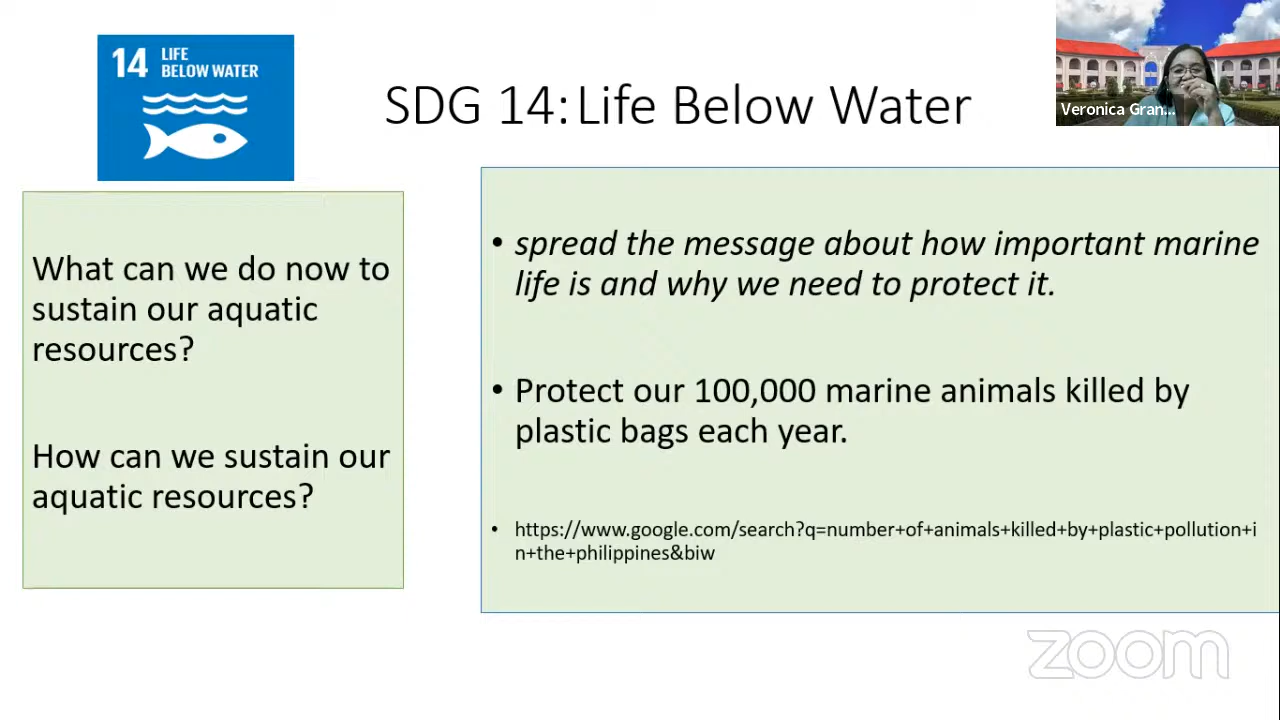 14 LIFE
BELOW WATER
SDG 14: Life Below Water
Veronica Gran...
What can we do now to
sustain our aquatic
resources?
How can we sustain our
aquatic resources?
• spread the message about how important marine
life is and why we need to protect it.
• Protect our 100,000 marine animals killed by
plastic bags each year.
• https://www.google.com/search?q=number+of+animals+killed+by+plastic+pollution+i
n+the+philippines&biw
zoom